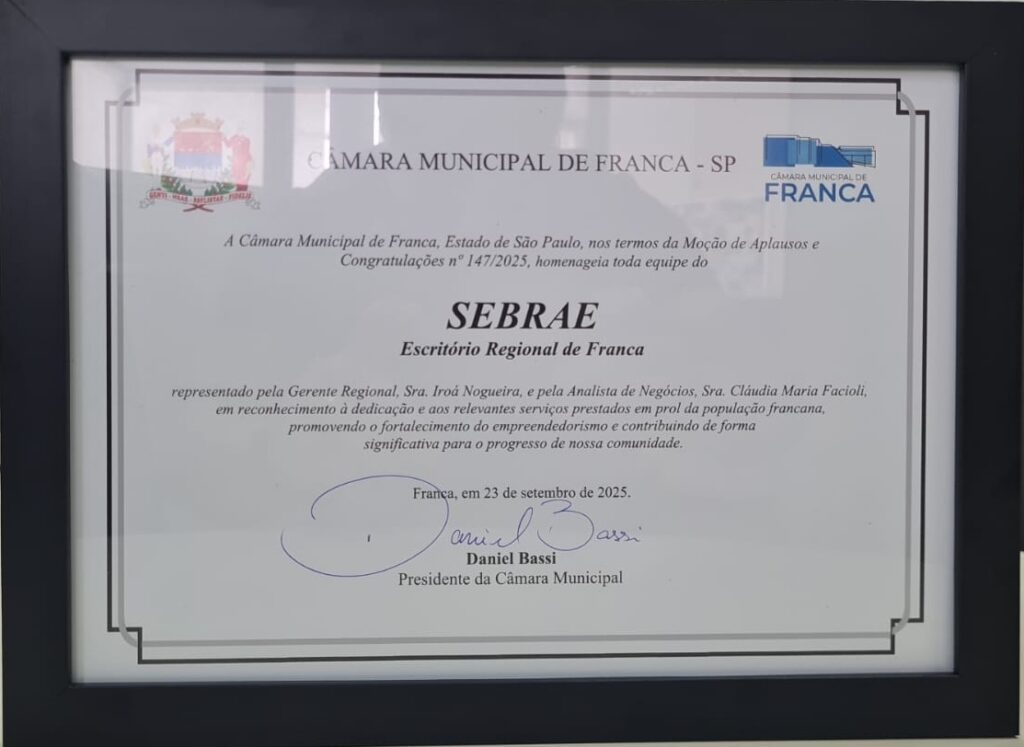 CÂMARA MUNICIPAL DE FRANCA - SP
CÂMARA MUNICIPAL DE
FRANCA
A Câmara Municipal de Franca, Estado de São Paulo, nos termos da Moção de Aplausos e
Congratulações nº 147/2025, homenageia toda equipe do
SEBRAE
Escritório Regional de Franca
representado pela Gerente Regional, Sra. Iroá Nogueira, e pela Analista de Negócios, Sra. Cláudia Maria Facioli,
em reconhecimento à dedicação e aos relevantes serviços prestados em prol da população francana,
promovendo o fortalecimento do empreendedorismo e contribuindo de forma
significativa para o progresso de nossa comunidade.
Franca, em 23 de setembro de 2025.
Daniel Bassi
Daniel Bassi
Presidente da Câmara Municipal